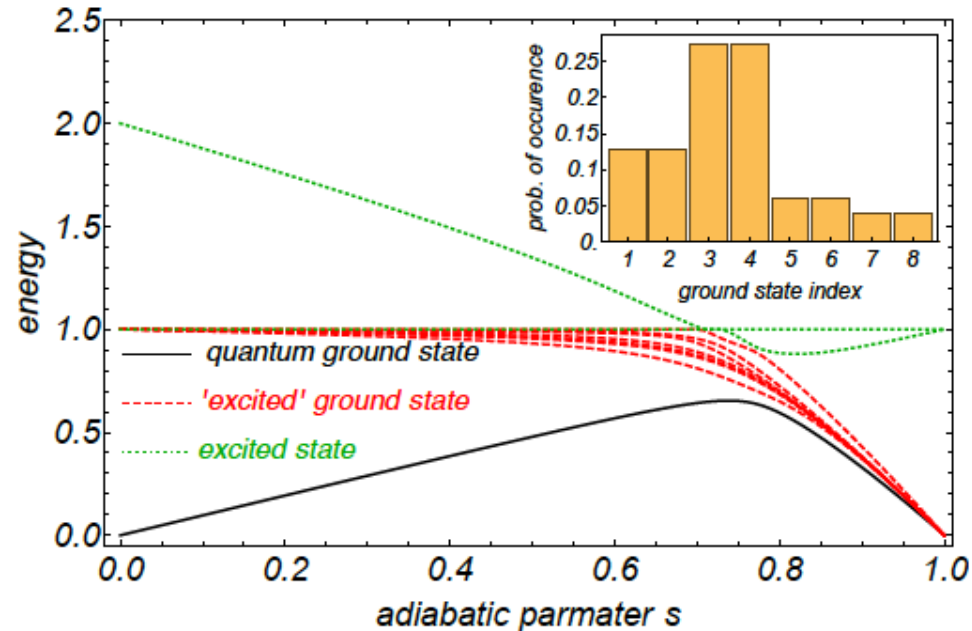 2.5
2.0
1.5
1.0
0.5
0.0
energy
0.0 0.2 0.4 0.6 0.8 1.0
adiabatic parmater s
quantum ground state
'excited' ground state
excited state
prob. of occurence
0.25
0.2
0.15
0.1
0.05
0.
1 2 3 4 5 6 7 8
ground state index